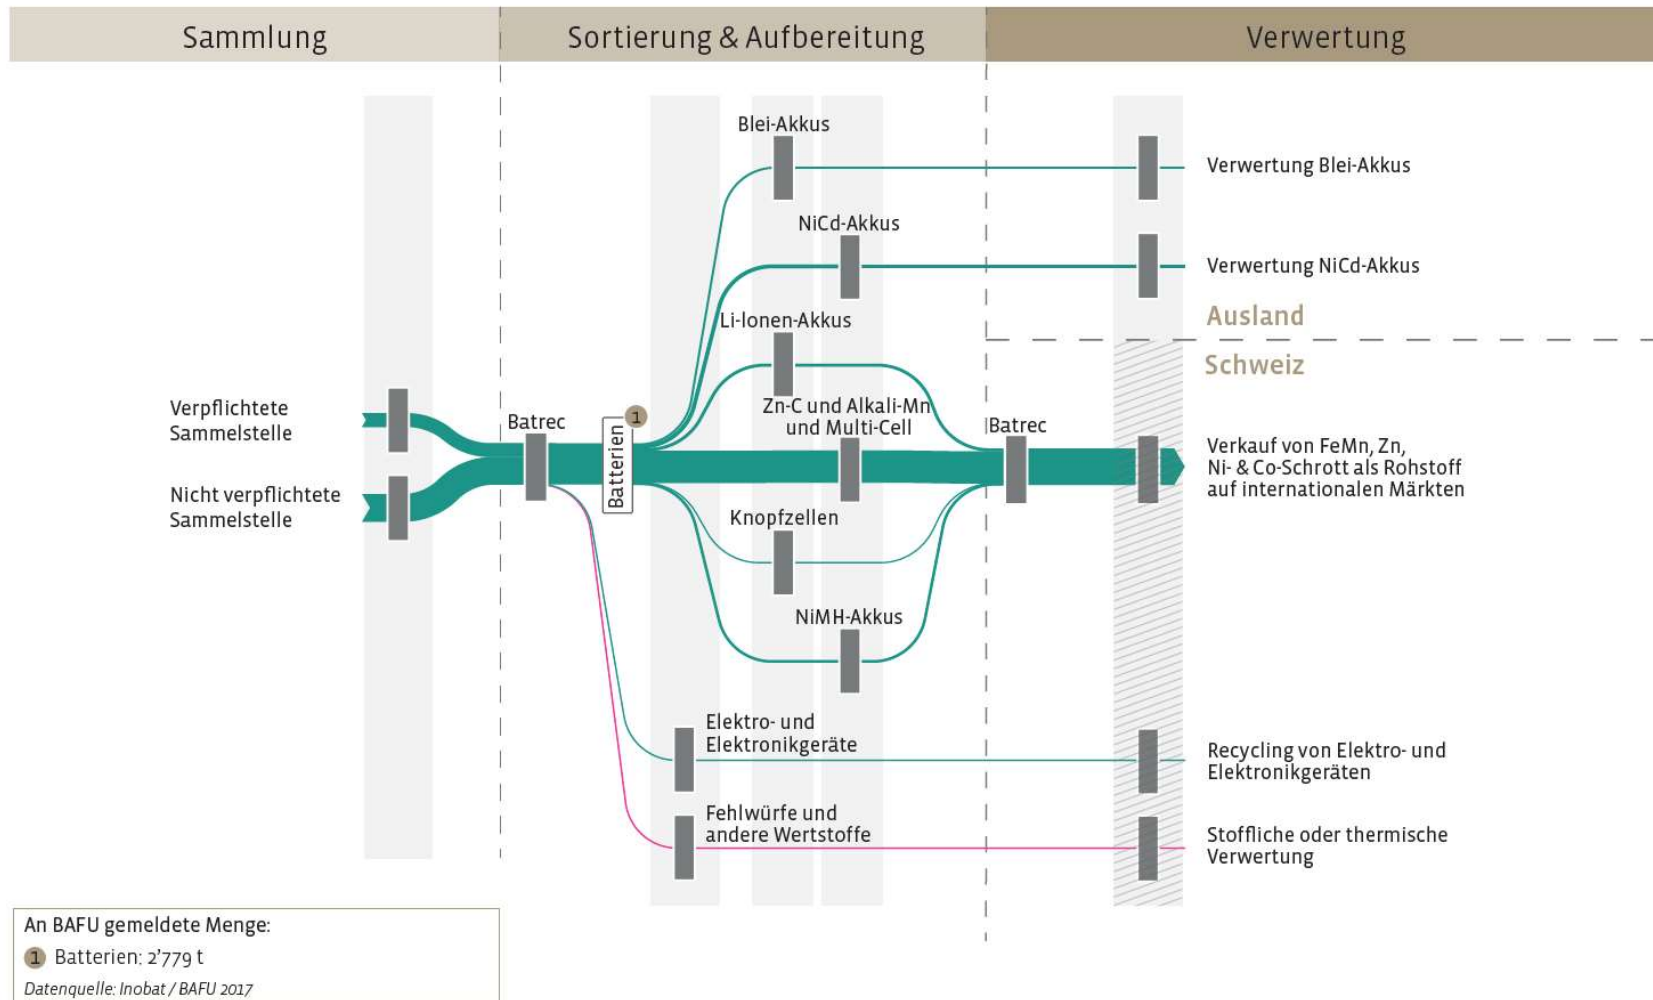 Sammlung
Sortierung & Aufbereitung
Verwertung
Blei-Akkus
Verwertung Blei-Akkus
NiCd-Akkus
Verwertung NiCd-Akkus
Ausland
Li-Ionen-Akkus
Schweiz
Verpflichtete
Sammelstelle
Batrec
Batterien
1
Zn-C und Alkali-Mn
und Multi-Cell
Batrec
Verkauf von FeMn, Zn,
Ni- & Co-Schrott als Rohstoff
auf internationalen Märkten
Nicht verpflichtete
Sammelstelle
Knopfzellen
NiMH-Akkus
Elektro- und
Elektronikgeräte
Recycling von Elektro- und
Elektronikgeräten
Fehlwürfe und
andere Wertstoffe
Stoffliche oder thermische
Verwertung
An BAFU gemeldete Menge:
1 Batterien: 2'779 t
Datenquelle: Inobat / BAFU 2017